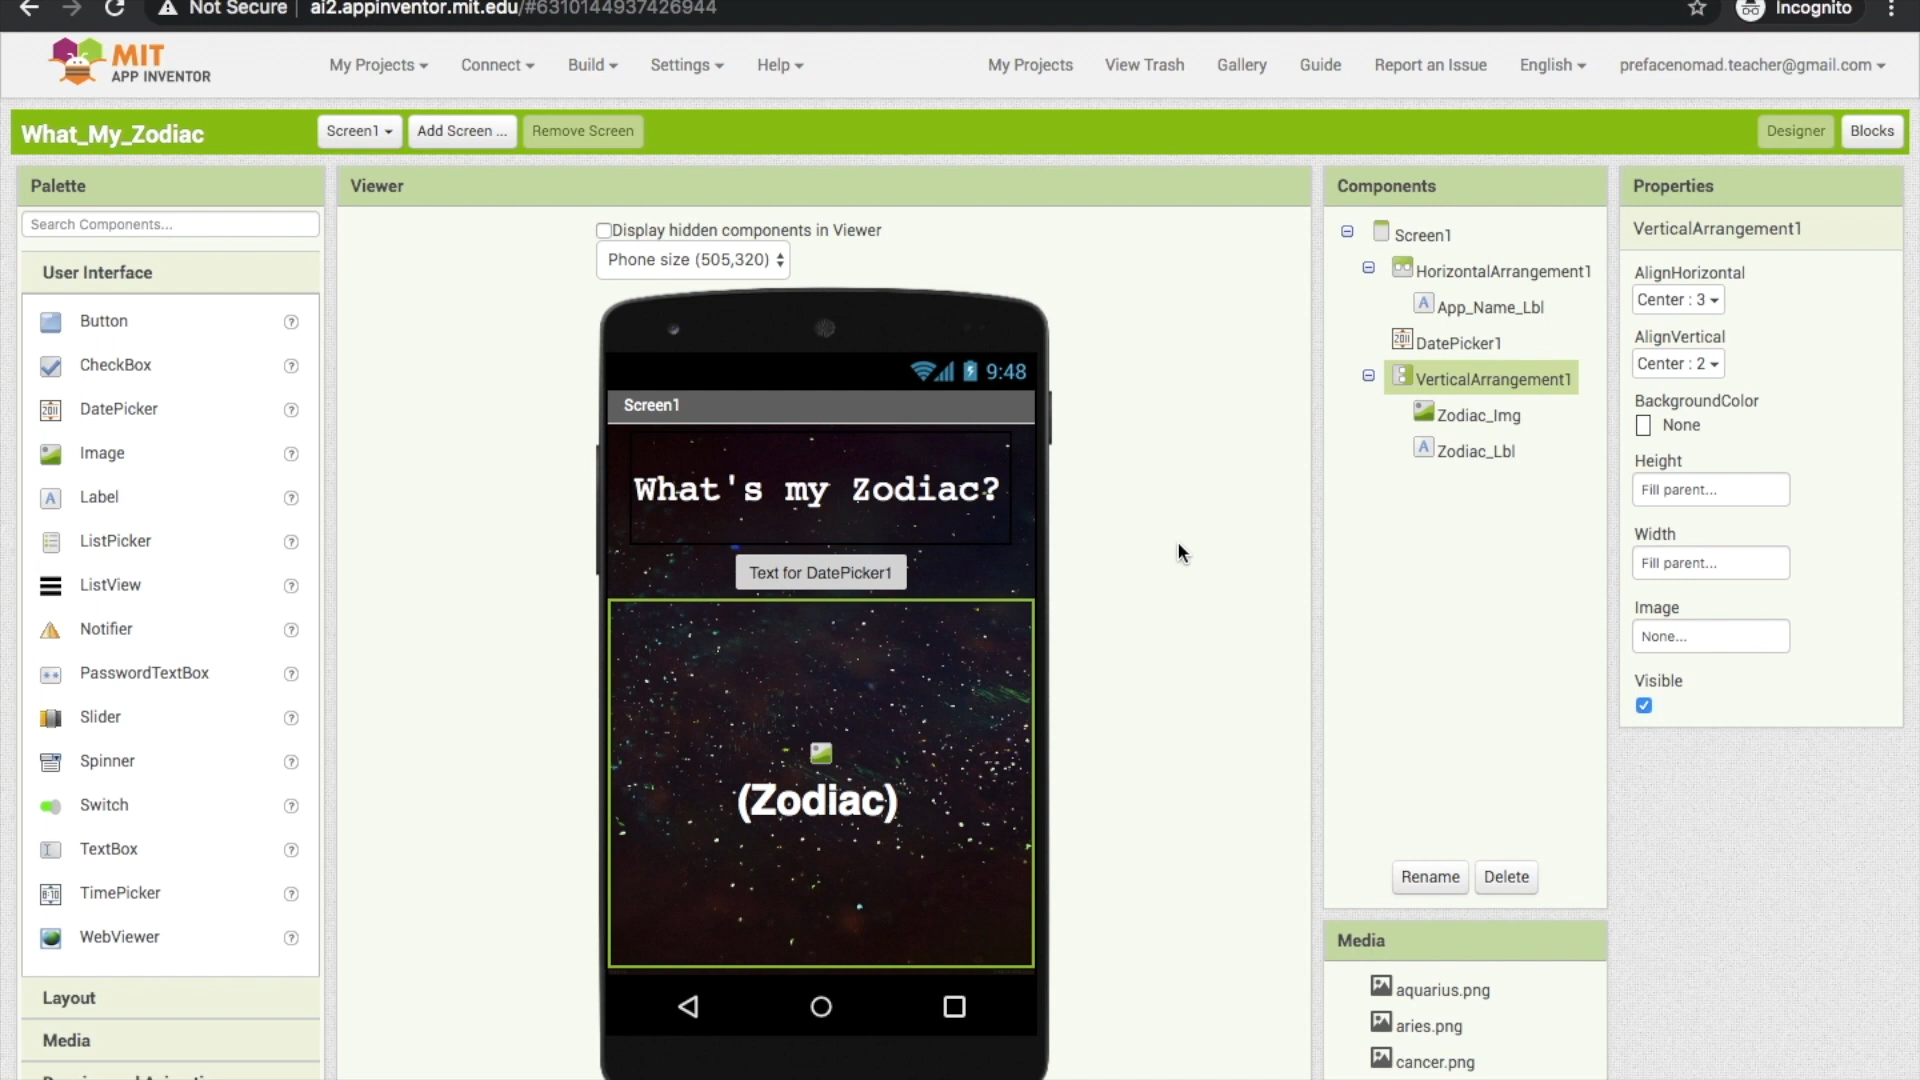 Not Secure | ai2.appinventor.mit.edu/#6310144937426944
Incognito
MIT
APP INVENTOR
My Projects
Connect
Build
Settings
Help
My Projects
View Trash
Gallery
Guide
Report an Issue
English
prefacenomad.teacher@gmail.com
What_My_Zodiac
Screen1
Add Screen ...
Remove Screen
Designer
Blocks
Palette
Search Components...
User Interface
Button
?
CheckBox
?
DatePicker
?
Image
?
Label
?
ListPicker
?
ListView
?
Notifier
?
PasswordTextBox
?
Slider
?
Spinner
?
Switch
?
TextBox
?
TimePicker
?
WebViewer
?
Layout
Media
Viewer
Display hidden components in Viewer
Phone size (505,320)
9:48
Screen1
What's my Zodiac?
Text for DatePicker1
(Zodiac)
Components
Screen1
HorizontalArrangement1
A App_Name_Lbl
2011 DatePicker1
VerticalArrangement1
Zodiac_Img
A Zodiac_Lbl
Rename
Delete
Media
aquarius.png
aries.png
cancer.png
Properties
VerticalArrangement1
AlignHorizontal
Center : 3
AlignVertical
Center : 2
BackgroundColor
None
Height
Fill parent...
Width
Fill parent...
Image
None...
Visible